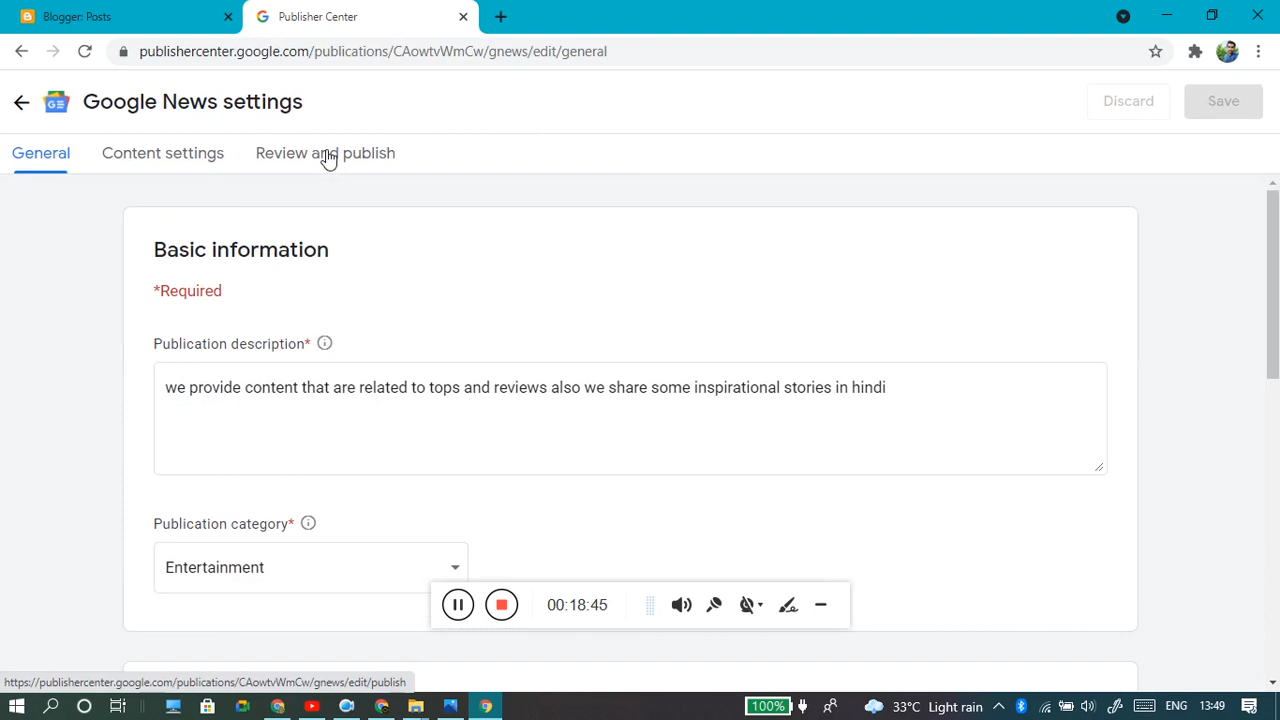 Blogger: Posts
Publisher Center
publishercenter.google.com/publications/CAowtvWmCw/gnews/edit/general
Google News settings
Discard
Save
General
Content settings
Review and publish
Basic information
*Required
Publication description*
we provide content that are related to tops and reviews also we share some inspirational stories in hindi
Publication category*
Entertainment
00:18:45
https://publishercenter.google.com/publications/CAowtvWmCw/gnews/edit/publish
100%
33°C Light rain
ENG
13:49